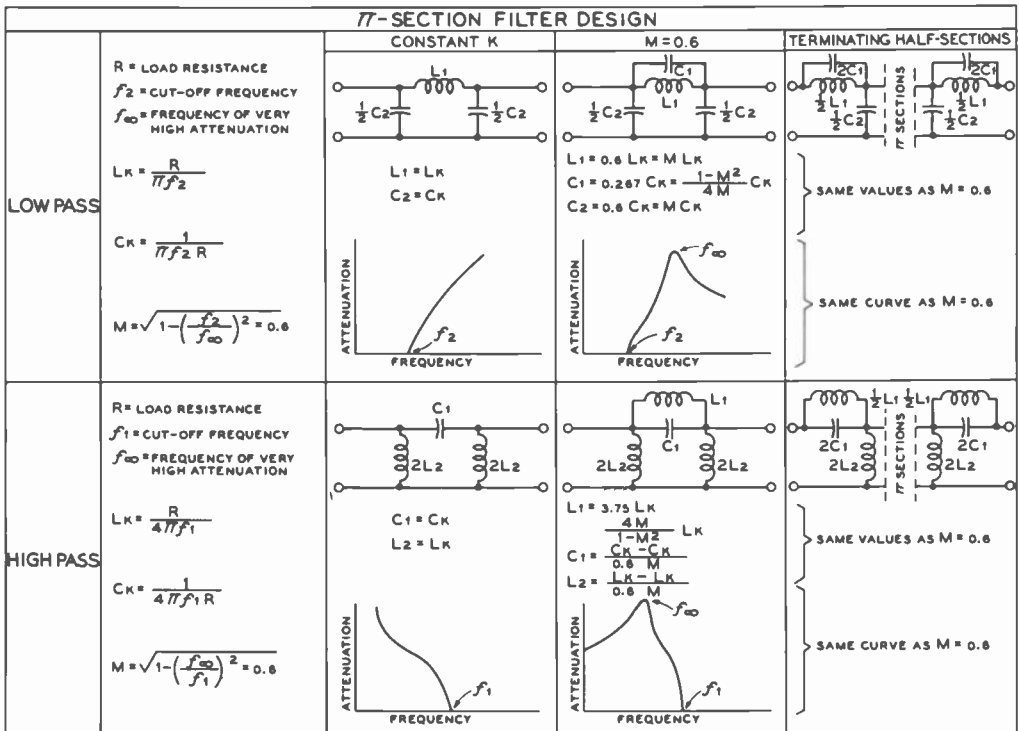 π-SECTION FILTER DESIGN
CONSTANT K
M=0.6
TERMINATING HALF-SECTIONS
LOW PASS
R = LOAD RESISTANCE
f2 = CUT-OFF FREQUENCY
f∞ = FREQUENCY OF VERY
HIGH ATTENUATION
LK = R / πf2
CK = 1 / πf2 R
M = √1-(f2/f∞)² = 0.6
L1
½C2
½C2
L1 = LK
C2 = CK
ATTENUATION
f2
FREQUENCY
C1
L1
½C2
½C2
L1 = 0.6 LK = M LK
C1 = 0.267 CK = 1-M²/4M CK
C2 = 0.6 CK = M CK
f∞
ATTENUATION
f2
FREQUENCY
2C1
½L1
½C2
π SECTIONS
2C1
½L1
½C2
SAME VALUES AS M = 0.6
SAME CURVE AS M = 0.6
HIGH PASS
R = LOAD RESISTANCE
f1 = CUT-OFF FREQUENCY
f∞ = FREQUENCY OF VERY
HIGH ATTENUATION
LK = R / 4πf1
CK = 1 / 4πf1R
M = √1-(f∞/f1)² = 0.6
C1
2L2
2L2
C1 = CK
L2 = LK
ATTENUATION
f1
FREQUENCY
L1
C1
2L2
2L2
L1 = 3.75 LK
4M/1-M² LK
C1 = CK - CK / 0.6 M
L2 = LK - LK / 0.6 M
f∞
ATTENUATION
f1
FREQUENCY
½L1
½L1
2C1
2L2
π SECTIONS
2C1
2L2
SAME VALUES AS M = 0.6
SAME CURVE AS M = 0.6